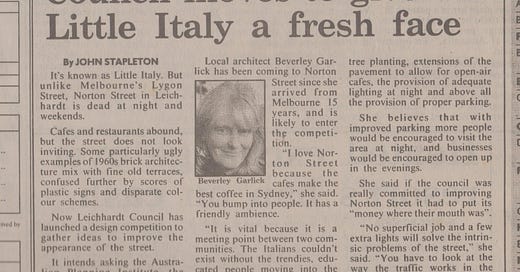 Council moves to give
Little Italy a fresh face
By JOHN STAPLETON
It's known as Little Italy. But
unlike Melbourne's Lygon
Street, Norton Street in Leich-
hardt is dead at night and
weekends.
Cafes and restaurants abound,
but the street does not look
inviting. Some particularly ugly
examples of 1960s brick architec-
ture mix with fine old terraces,
confused further by scores of
plastic signs and disparate col-
our schemes.
Now Leichhardt Council has
launched a design competition to
gather ideas to improve the
appearance of the street.
It intends asking the Austra-
Local architect Beverley Gar-
lick has been coming to Norton
Street since she
arrived from
Melbourne 15
years, and is
likely to enter
the competi-
tion.
"I love Nor-
ton Street
because the
cafes make the
Beverley Garlick
best coffee in Sydney," she said.
"You bump into people. It has a
friendly ambience.
"It is vital because it is a
meeting point between two com-
munities. The Italians couldn't
exist without the trendies, edu-
cated people moving into the
tree planting, extensions of the
pavement to allow for open-air
cafes, the provision of adequate
lighting at night and above all
the provision of proper parking.
She believes that with
improved parking more people
would be encouraged to visit the
area at night, and businesses
would be encouraged to open up
in the evenings.
She said if the council was
really committed to improving
Norton Street it had to put its
"money where their mouth was".
"No superficial job and a few
extra lights will solve the intrin-
sic problems of the street," she
said. "You have to look at the
way the traffic works in the